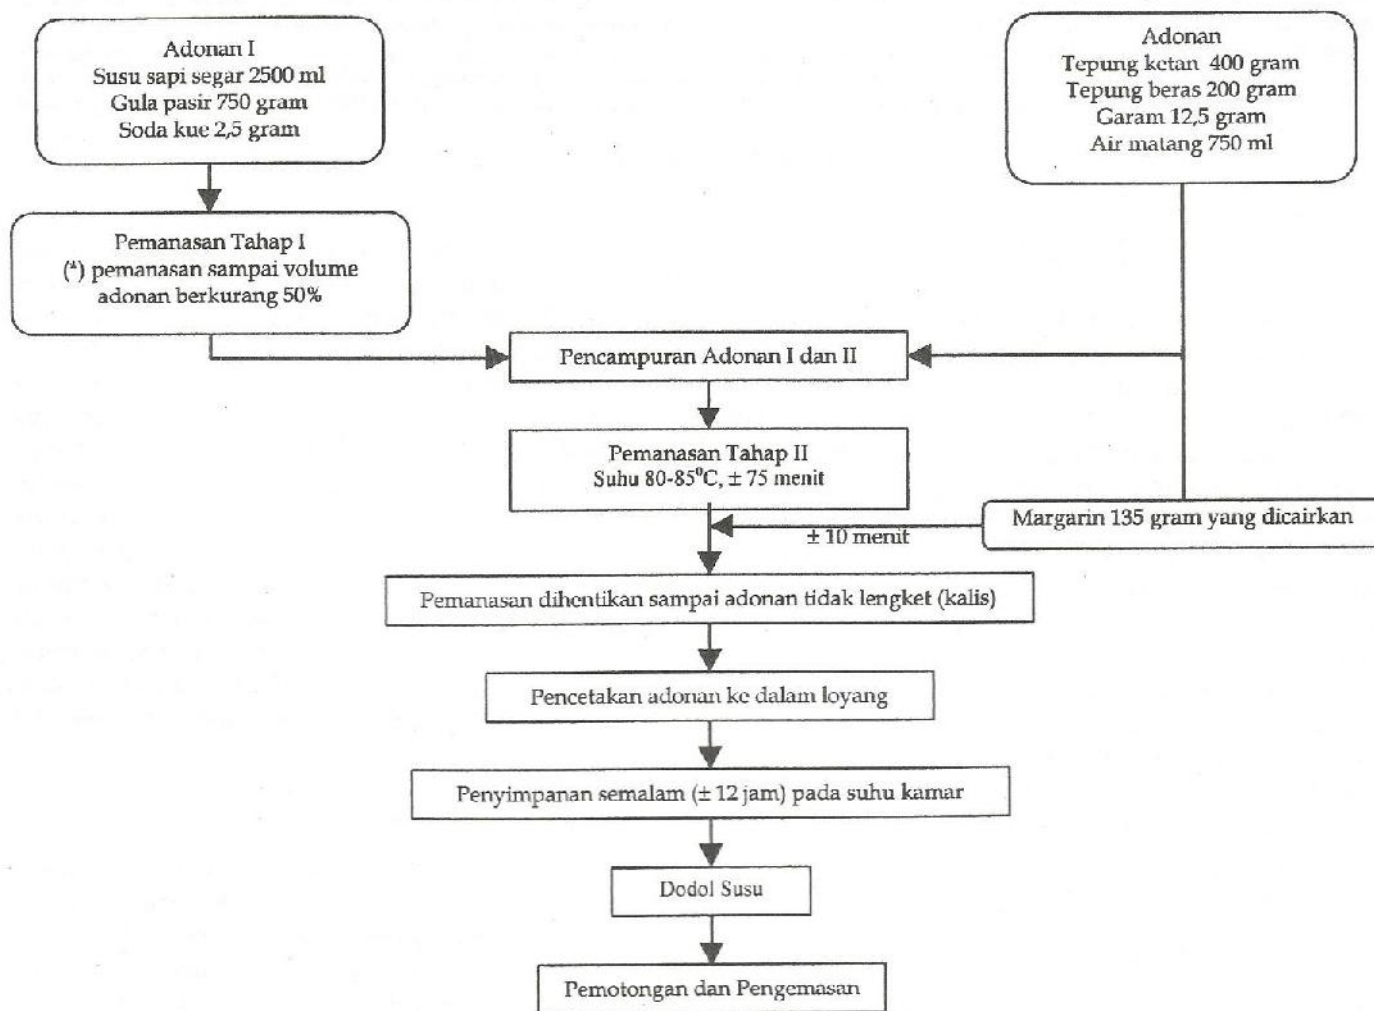 Adonan I
Susu sapi segar 2500 ml
Gula pasir 750 gram
Soda kue 2,5 gram
Adonan
Tepung ketan 400 gram
Tepung beras 200 gram
Garam 12,5 gram
Air matang 750 ml
Pemanasan Tahap I
(*) pemanasan sampai volume
adonan berkurang 50%
Pencampuran Adonan I dan II
Pemanasan Tahap II
Suhu 80-85⁰C, ± 75 menit
Margarin 135 gram yang dicairkan
± 10 menit
Pemanasan dihentikan sampai adonan tidak lengket (kalis)
Pencetakan adonan ke dalam loyang
Penyimpanan semalam (± 12 jam) pada suhu kamar
Dodol Susu
Pemotongan dan Pengemasan